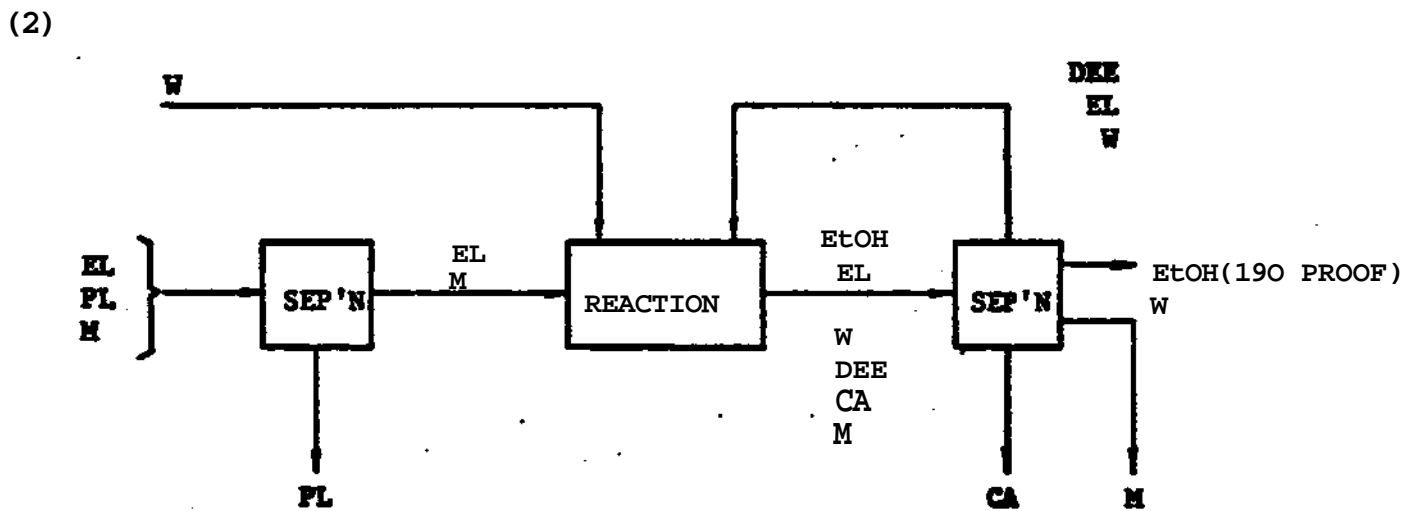 (2)
W
DEE
EL
W
EL
PL
M
SEP'N
EL
M
REACTION
EtOH
EL
W
DEE
CA
M
SEP'N
EtOH(190 PROOF)
W
PL
CA
M